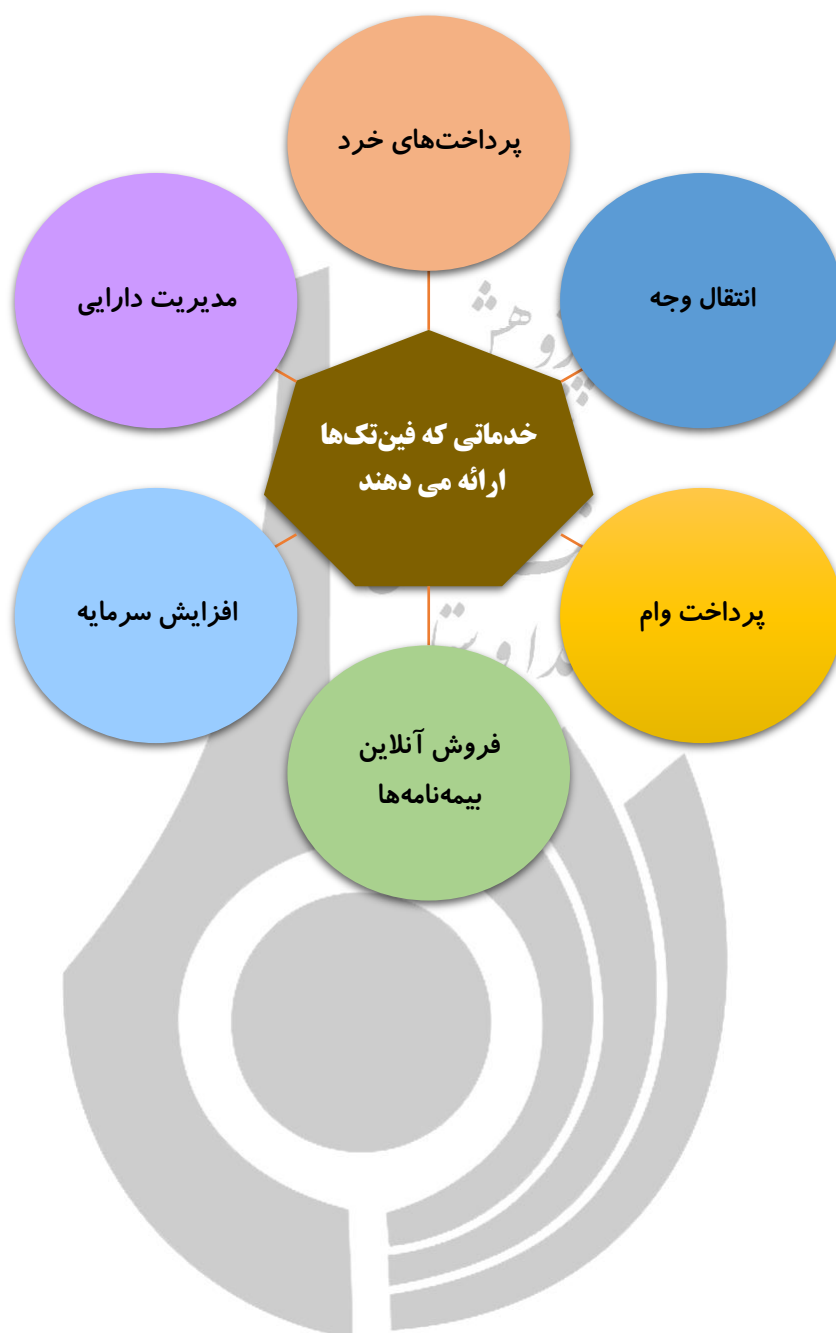 پرداخت‌های خرد
انتقال وجه
مدیریت دارایی
خدماتی که فین‌تک‌ها
ارائه می دهند
پرداخت وام
افزایش سرمایه
فروش آنلاین
بیمه‌نامه‌ها